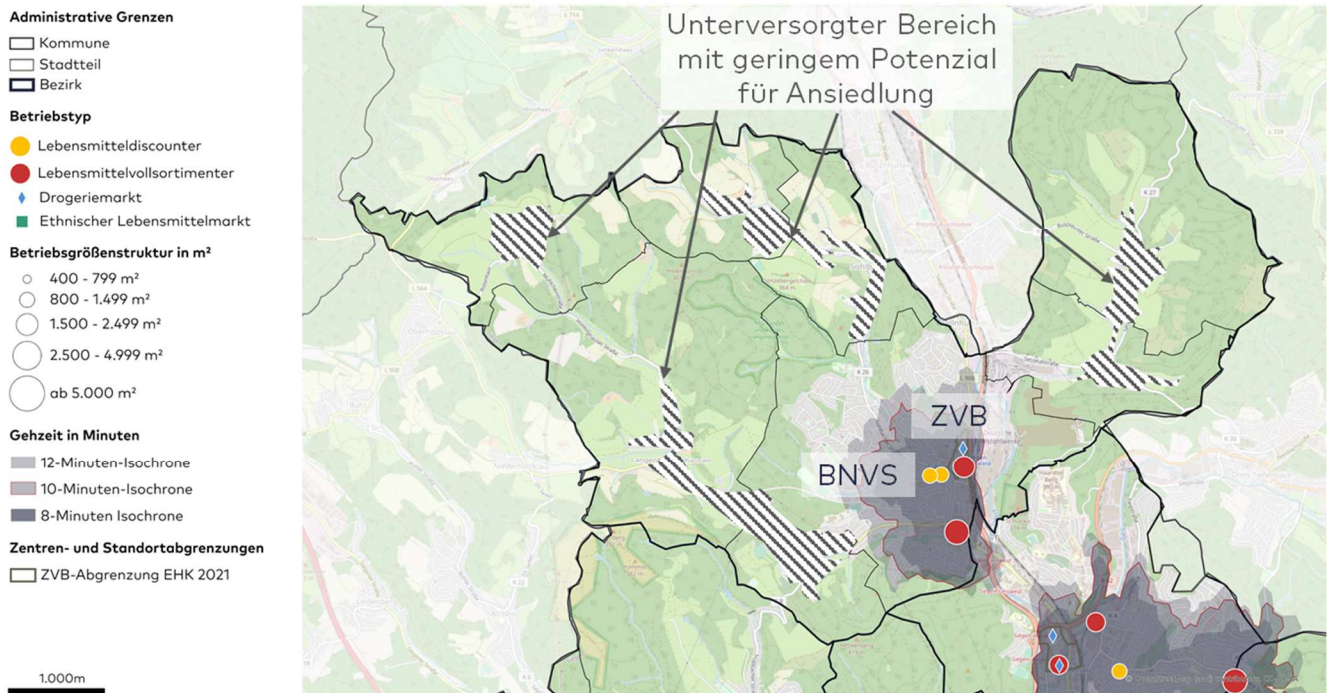 Administrative Grenzen
Kommune
Stadtteil
Bezirk
Betriebstyp
Lebensmitteldiscounter
Lebensmittelvollsortimenter
Drogeriemarkt
Ethnischer Lebensmittelmarkt
Betriebsgrößenstruktur in m²
400 - 799 m²
800 - 1.499 m²
1.500 - 2.499 m²
2.500 - 4.999 m²
ab 5.000 m²
Gehzeit in Minuten
12-Minuten-Isochrone
10-Minuten-Isochrone
8-Minuten Isochrone
Zentren- und Standortabgrenzungen
ZVB-Abgrenzung EHK 2021
1.000m
Unterversorgter Bereich
mit geringem Potenzial
für Ansiedlung
ZVB
BNVS
K 27
K 26
L 908